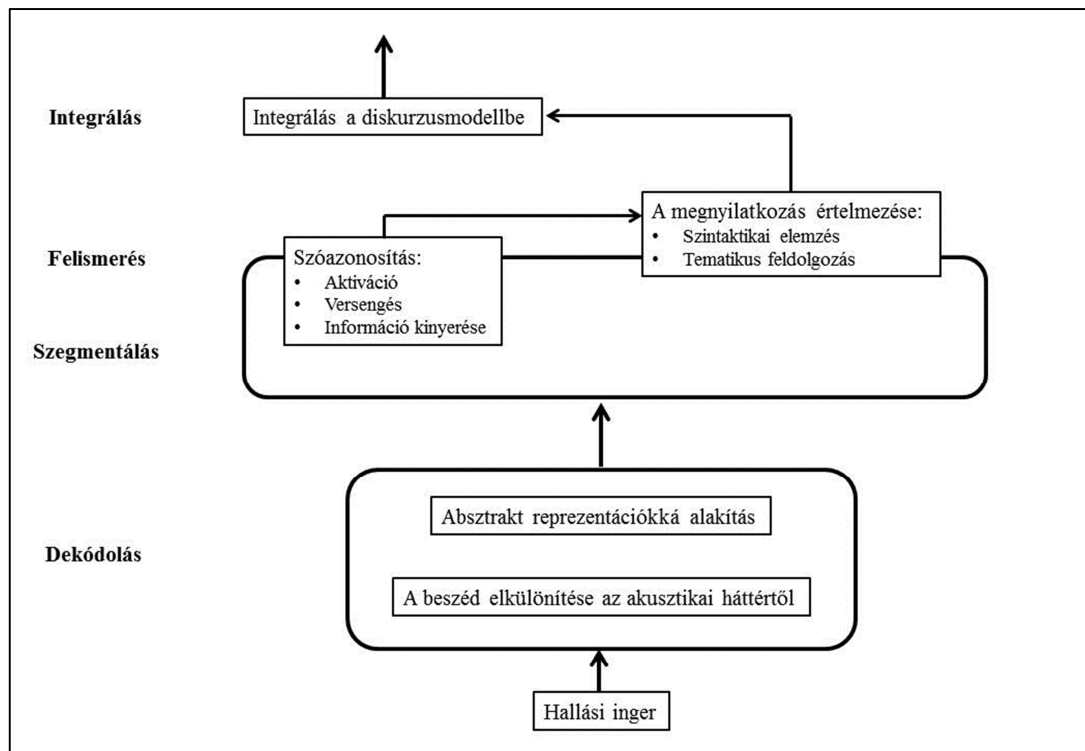 Integrálás
Integrálás a diskurzusmodellbe
A megnyilatkozás értelmezése:
• Szintaktikai elemzés
• Tematikus feldolgozás
Felismerés
Szóazonosítás:
• Aktiváció
• Versengés
• Információ kinyerése
Szegmentálás
Absztrakt reprezentációkká alakítás
Dekódolás
A beszéd elkülönítése az akusztikai háttértől
Hallási inger